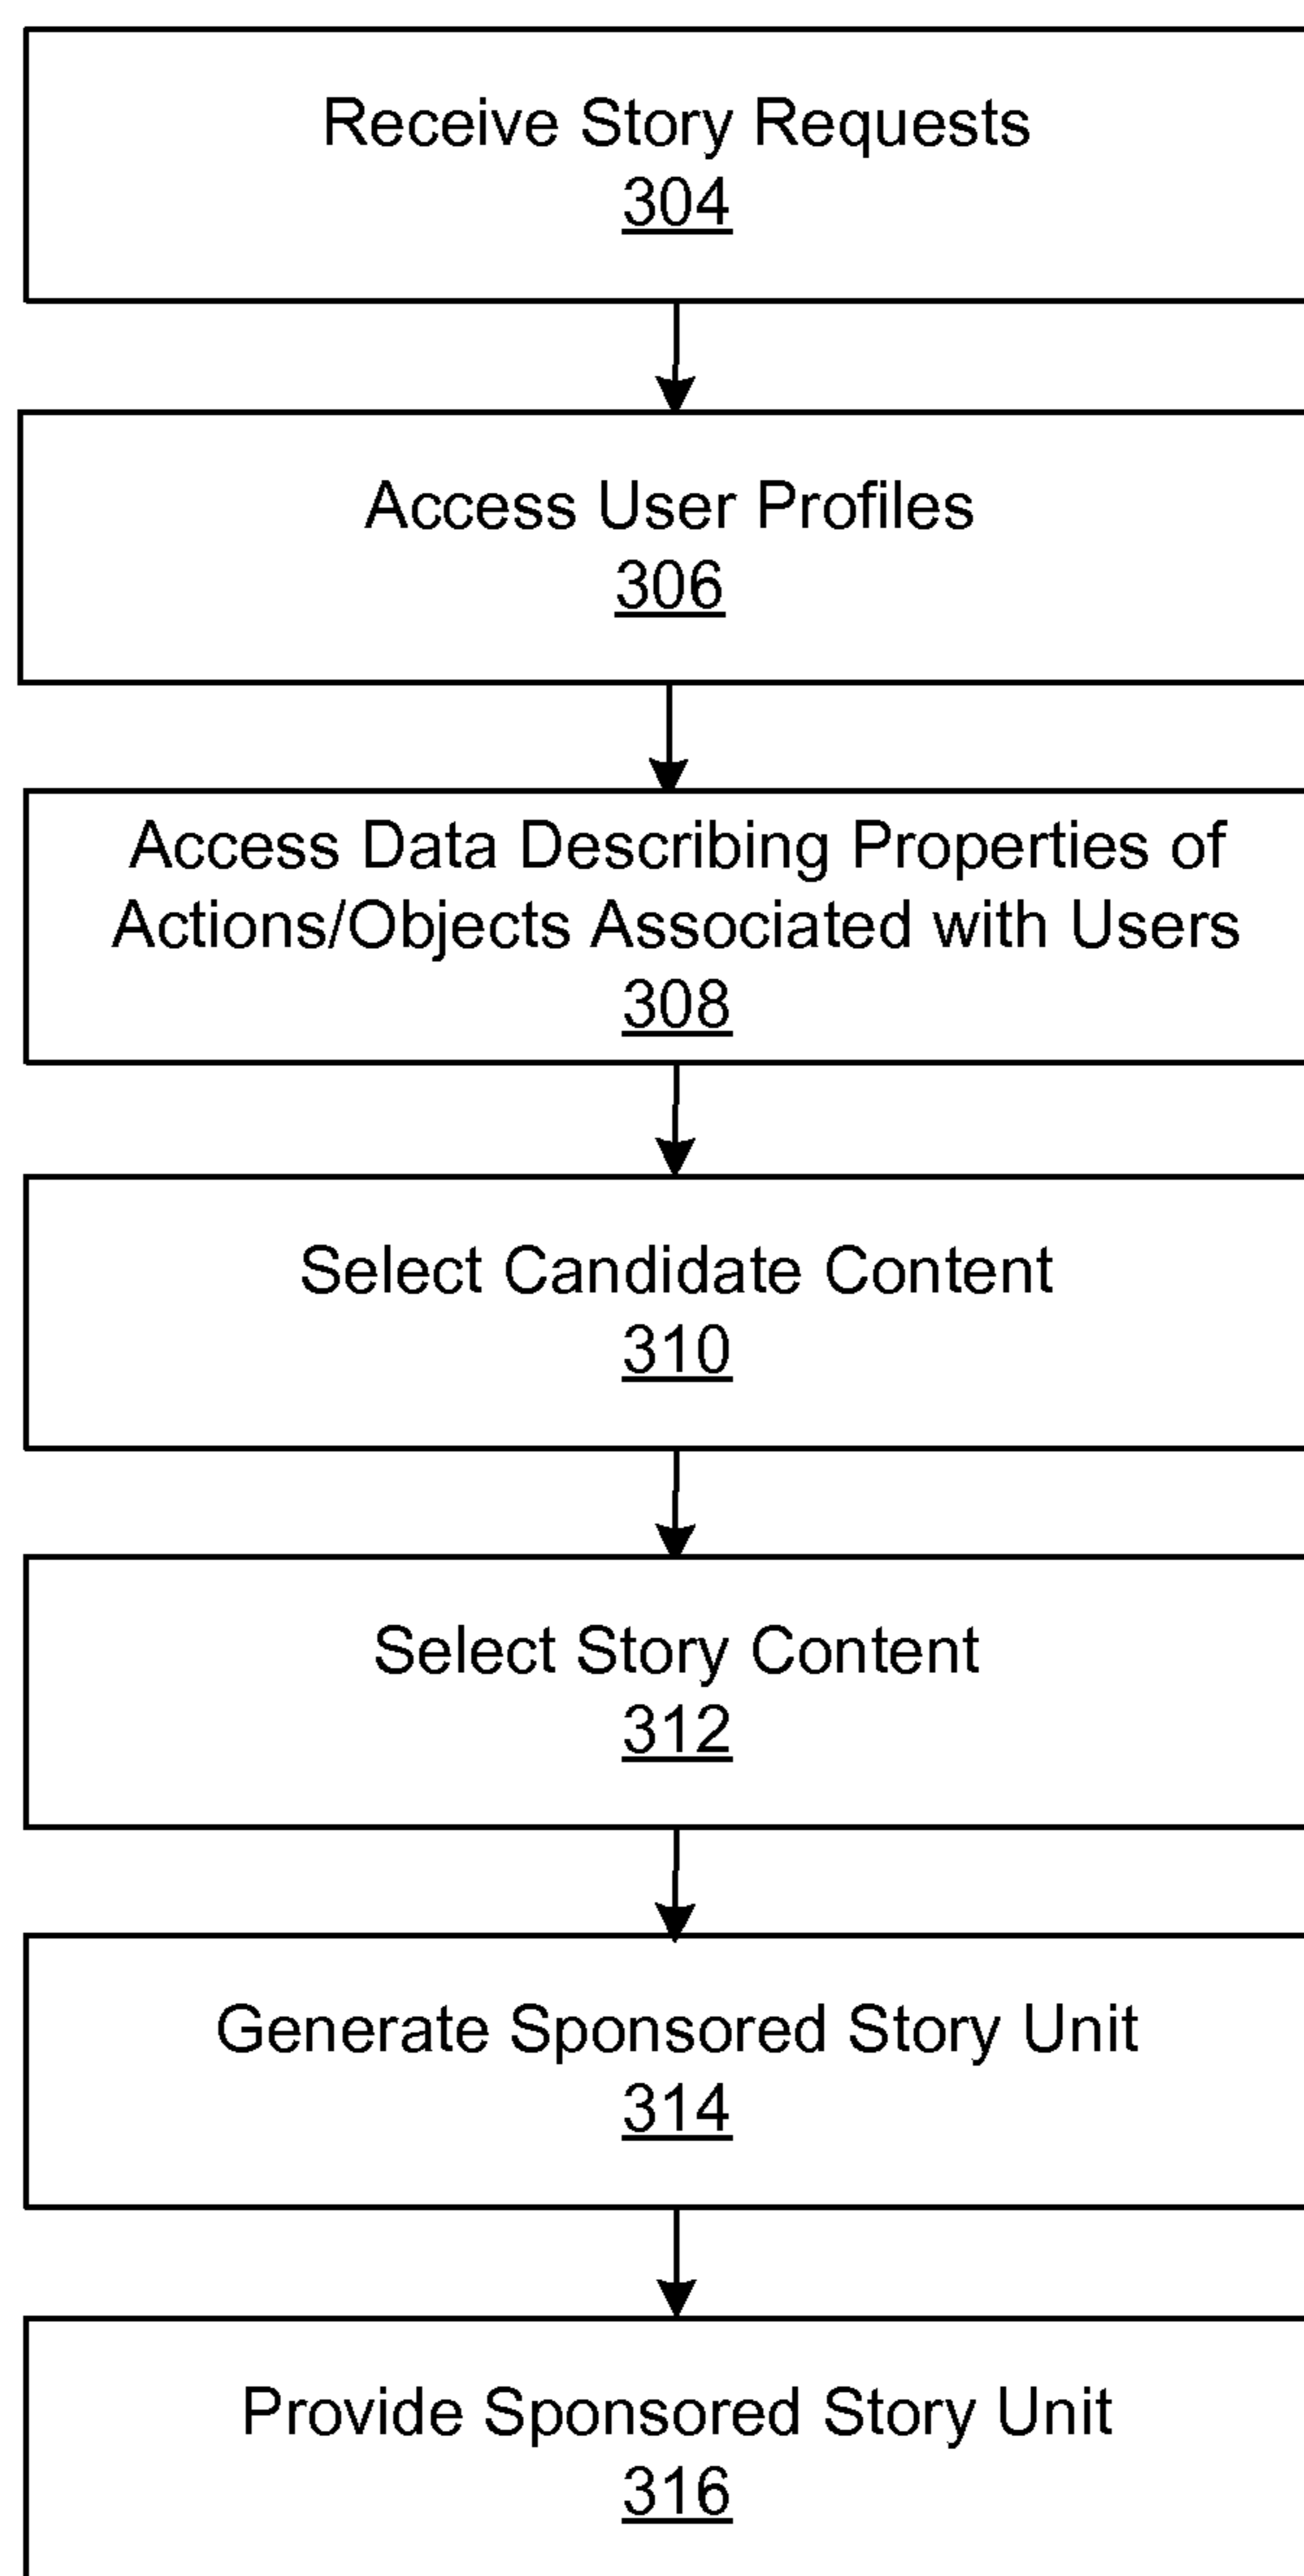 Receive Story Requests
304
Access User Profiles
306
Access Data Describing Properties of
Actions/Objects Associated with Users
308
Select Candidate Content
310
Select Story Content
312
Generate Sponsored Story Unit
314
Provide Sponsored Story Unit
316